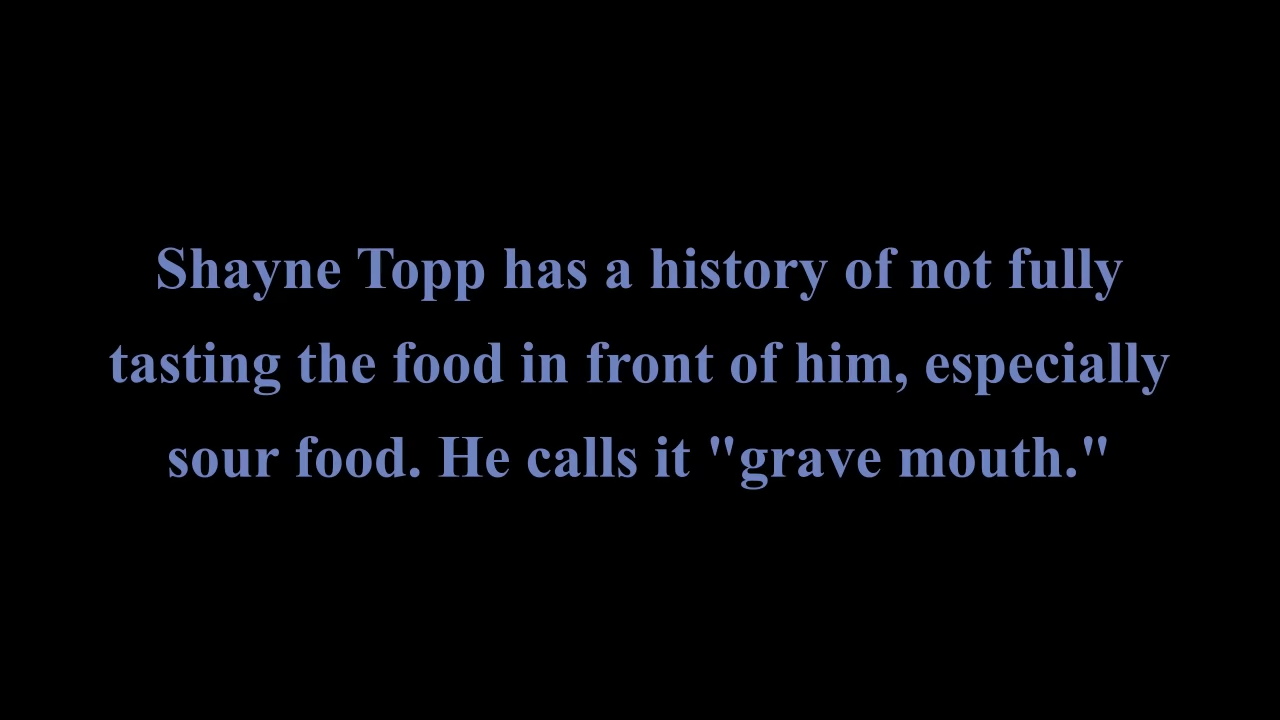 Shayne Topp has a history of not fully
tasting the food in front of him, especially
sour food. He calls it "grave mouth."